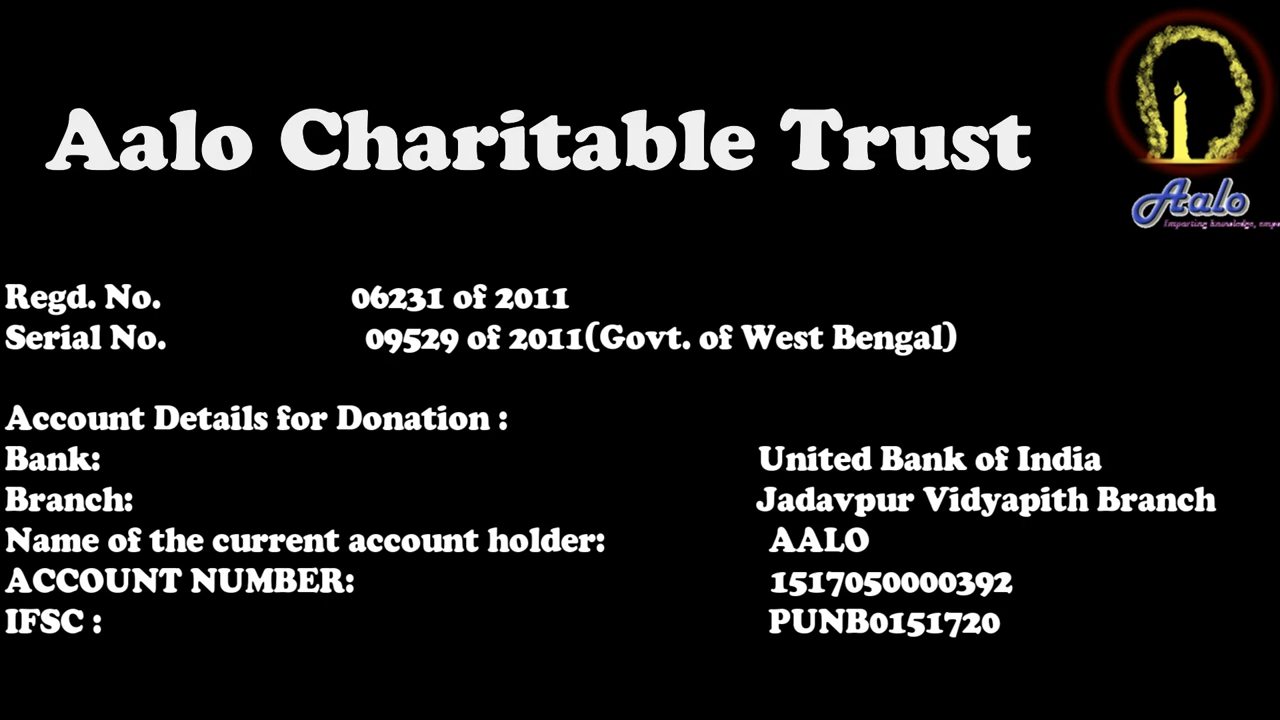 Aalo Charitable Trust
Aalo
Imparting knowledge,
Regd. No. 06231 of 2011
Serial No. 09529 of 2011(Govt. of West Bengal)
Account Details for Donation :
Bank: United Bank of India
Branch: Jadavpur Vidyapith Branch
Name of the current account holder: AALO
ACCOUNT NUMBER: 1517050000392
IFSC : PUNB0151720